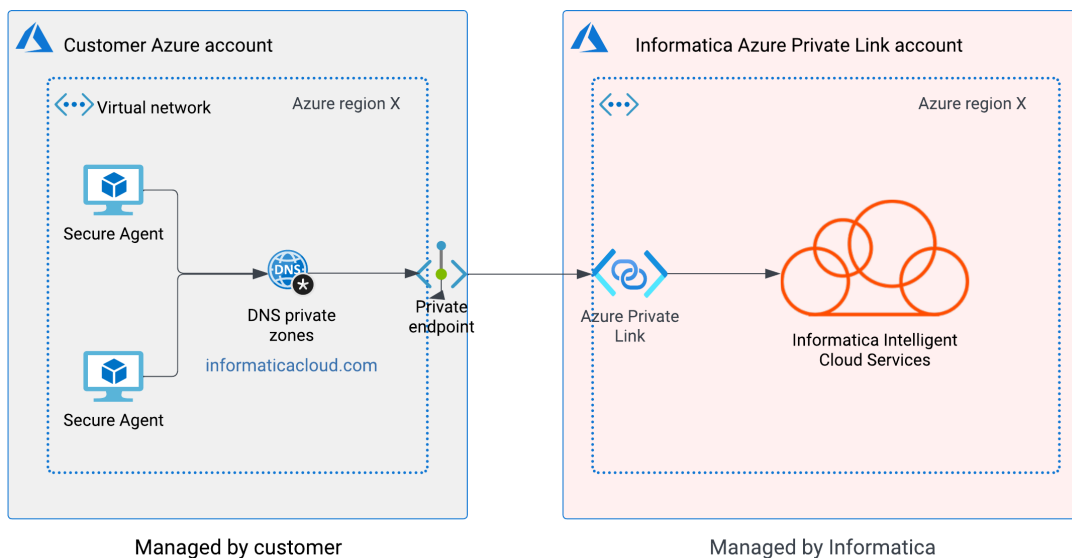 Customer Azure account
Virtual network
Azure region X
Secure Agent
DNS
*
DNS private
zones
informaticacloud.com
Secure Agent
Private
endpoint
Managed by customer
Informatica Azure Private Link account
Azure region X
Azure Private
Link
Informatica Intelligent
Cloud Services
Managed by Informatica